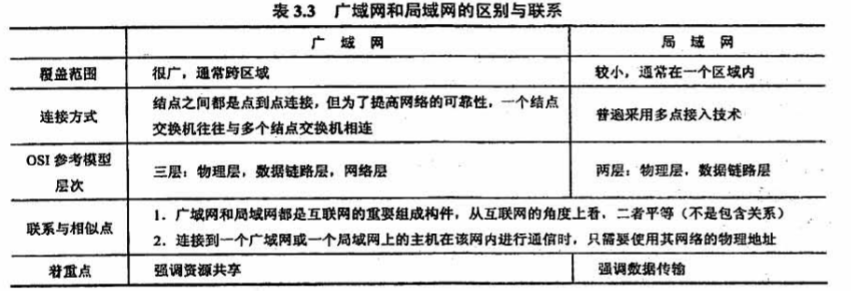 表 3.3 广域网和局域网的区别与联系
广 域 网
局 域 网
覆盖范围
很广，通常跨区域
较小，通常在一个区域内
连接方式
结点之间都是点到点连接，但为了提高网络的可靠性，一个结点
交换机往往与多个结点交换机相连
普遍采用多点接入技术
OSI 参考模型
层次
三层：物理层，数据链路层，网络层
两层：物理层，数据链路层
联系与相似点
1．广域网和局域网都是互联网的重要组成构件，从互联网的角度上看，二者平等（不是包含关系）
2．连接到一个广域网或一个局域网上的主机在该网内进行通信时，只需要使用其网络的物理地址
着重点
强调资源共享
强调数据传输